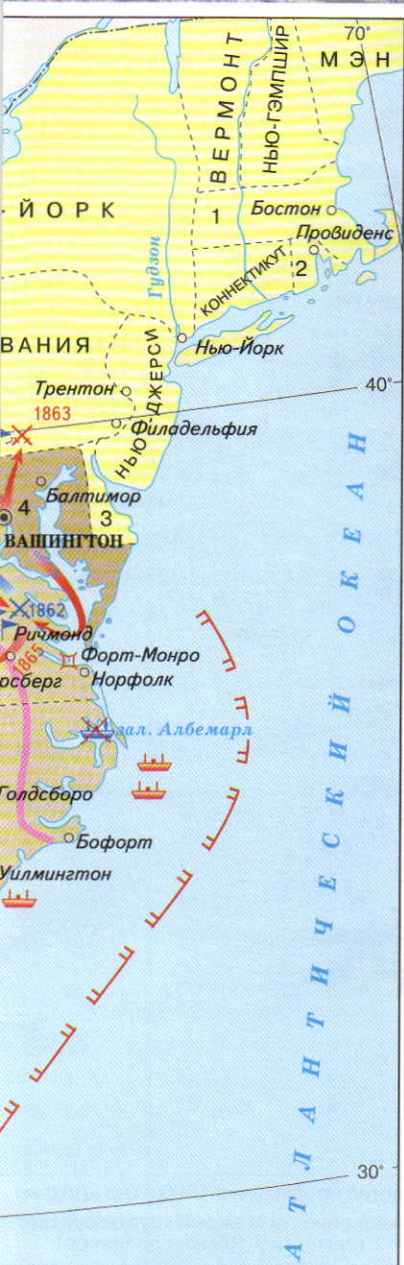 70°
МЭН
ВЕРМОНТ
НЬЮ-ГЭМПШИР
-ЙОРК
1
Бостон
Провиденс
2
КОННЕКТИКУТ
Гудзон
ВАНИЯ
Нью-Йорк
НЬЮ-ДЖЕРСИ
Трентон
40°
1863
Филадельфия
Балтимор
4
3
ВАШИНГТОН
1862
Ричмонд
1865
Форт-Монро
рсберг
Норфолк
зал. Албемарл
Голдсборо
Бофорт
Уилмингтон
АТЛАНТИЧЕСКИЙ ОКЕАН
30°